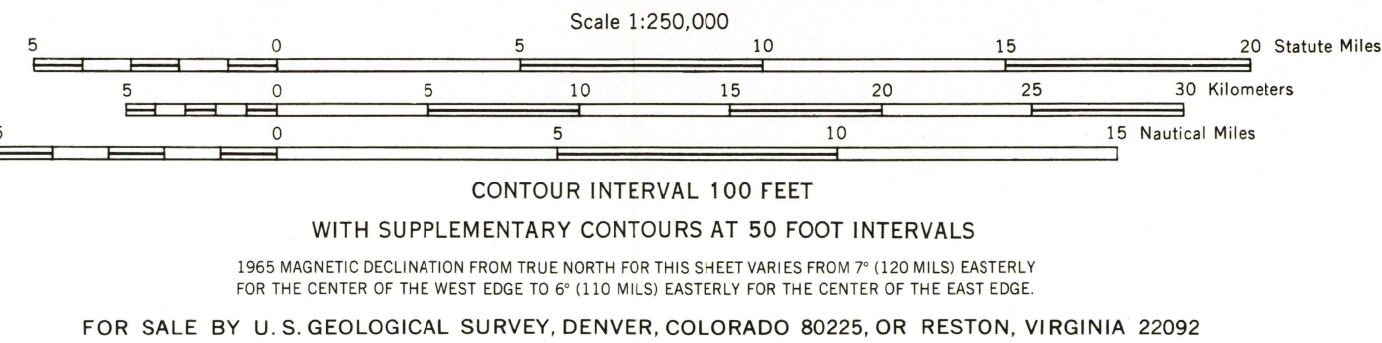 Scale 1:250,000
5 0 5 10 15 20 Statute Miles
5 0 5 10 15 20 25 30 Kilometers
0 5 10 15 Nautical Miles
CONTOUR INTERVAL 100 FEET
WITH SUPPLEMENTARY CONTOURS AT 50 FOOT INTERVALS
1965 MAGNETIC DECLINATION FROM TRUE NORTH FOR THIS SHEET VARIES FROM 7° (120 MILS) EASTERLY
FOR THE CENTER OF THE WEST EDGE TO 6° (110 MILS) EASTERLY FOR THE CENTER OF THE EAST EDGE.
FOR SALE BY U. S. GEOLOGICAL SURVEY, DENVER, COLORADO 80225, OR RESTON, VIRGINIA 22092